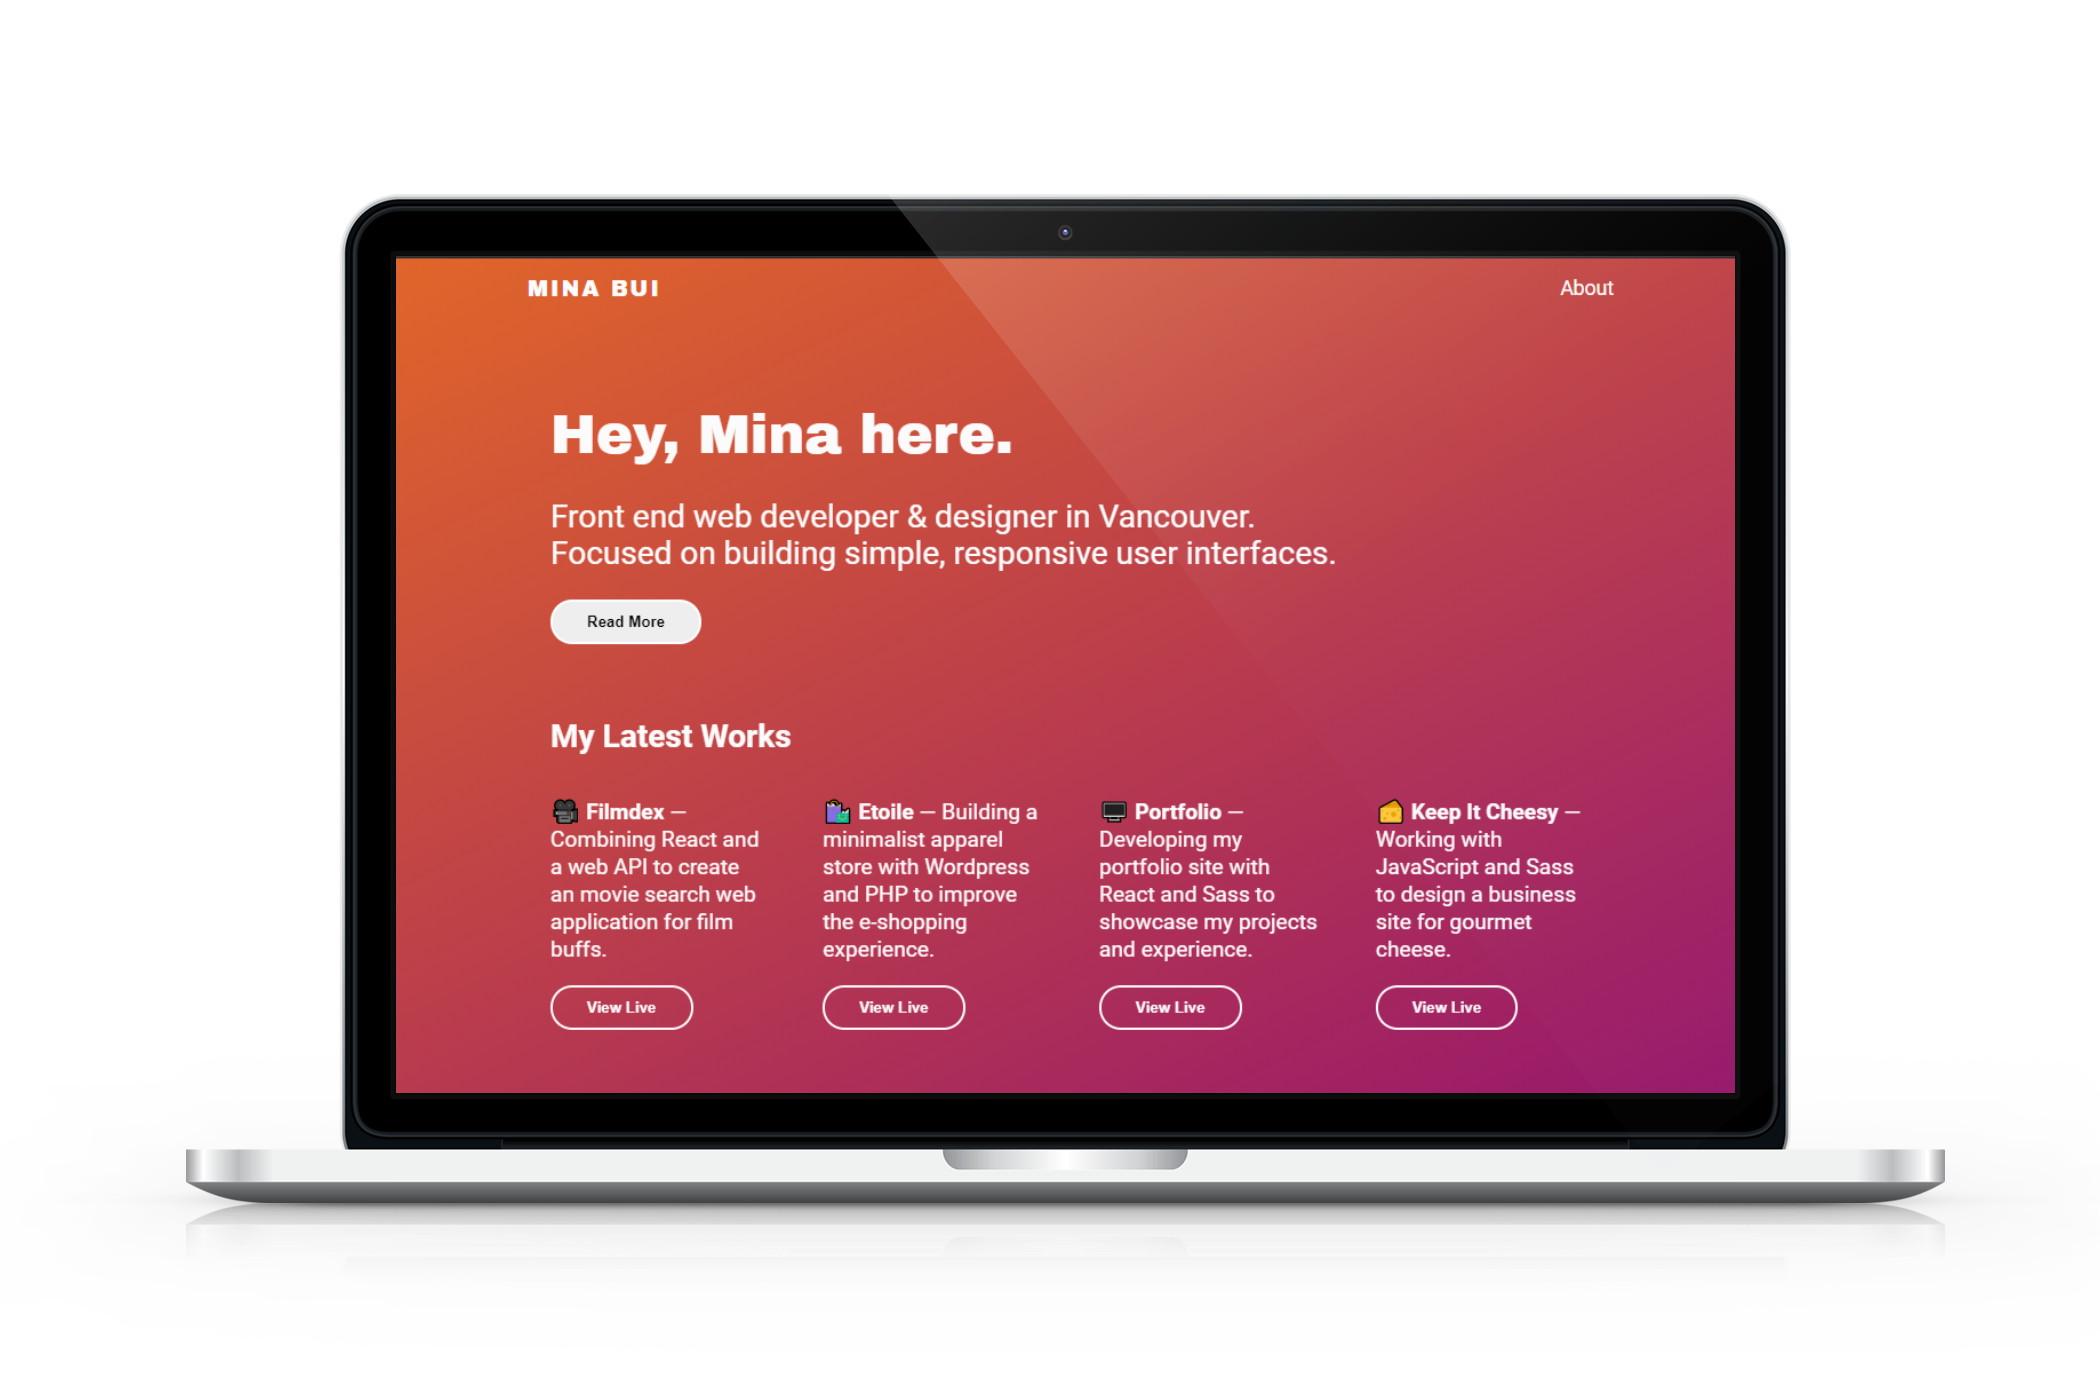 MINA BUI
About
Hey, Mina here.
Front end web developer & designer in Vancouver.
Focused on building simple, responsive user interfaces.
Read More
My Latest Works
Filmdex —
Combining React and
a web API to create
an movie search web
application for film
buffs.
View Live
Etoile — Building a
minimalist apparel
store with Wordpress
and PHP to improve
the e-shopping
experience.
View Live
Portfolio —
Developing my
portfolio site with
React and Sass to
showcase my projects
and experience.
View Live
Keep It Cheesy —
Working with
JavaScript and Sass
to design a business
site for gourmet
cheese.
View Live